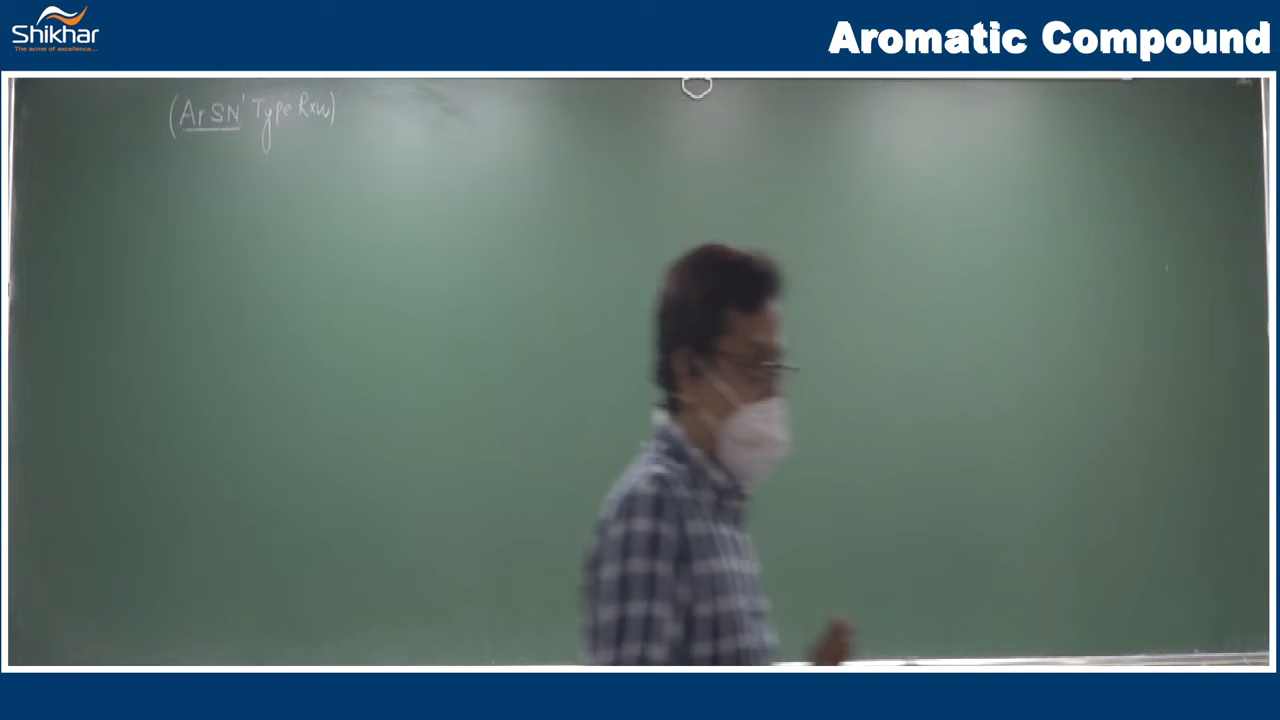 Shikhar
The acme of excellence...
Aromatic Compound
(ArSN' Type Rxn)